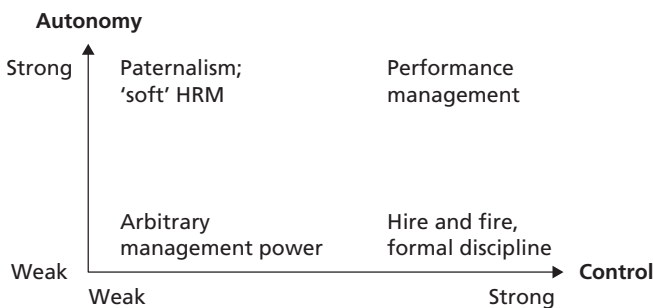 Autonomy
Strong
Paternalism;
‘soft’ HRM
Performance
management
Arbitrary
management power
Hire and fire,
formal discipline
Weak
Control
Weak
Strong